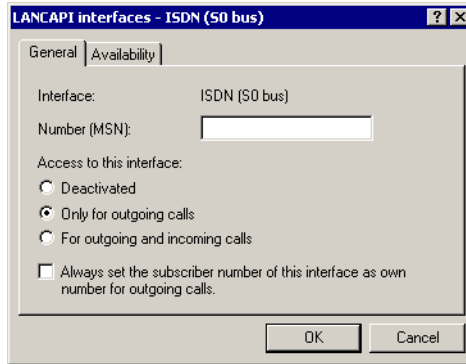 LANCAPI interfaces - ISDN (S0 bus)
General Availability
Interface: ISDN (S0 bus)
Number (MSN):
Access to this interface:
Deactivated
Only for outgoing calls
For outgoing and incoming calls
Always set the subscriber number of this interface as own
number for outgoing calls.
OK Cancel